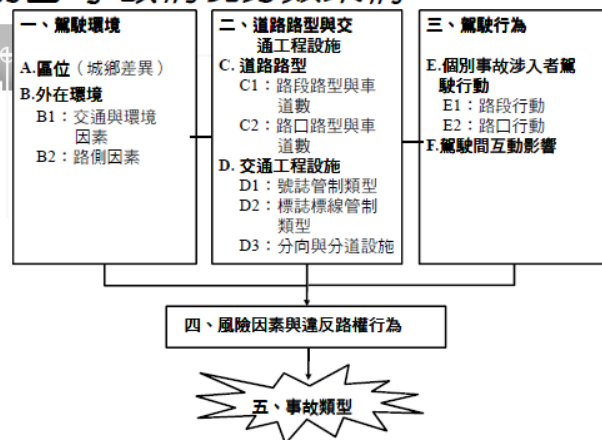 一、駕駛環境
A.區位（城鄉差異）
B.外在環境
B1：交通與環境
因素
B2：路側因素
二、道路路型與交
通工程設施
C. 道路路型
C1：路段路型與車
道數
C2：路口路型與車
道數
D. 交通工程設施
D1：號誌管制類型
D2：標誌標線管制
類型
D3：分向與分道設施
三、駕駛行為
E.個別事故涉入者駕
駛行動
E1：路段行動
E2：路口行動
F.駕駛間互動影響
四、風險因素與違反路權行為
五、事故類型